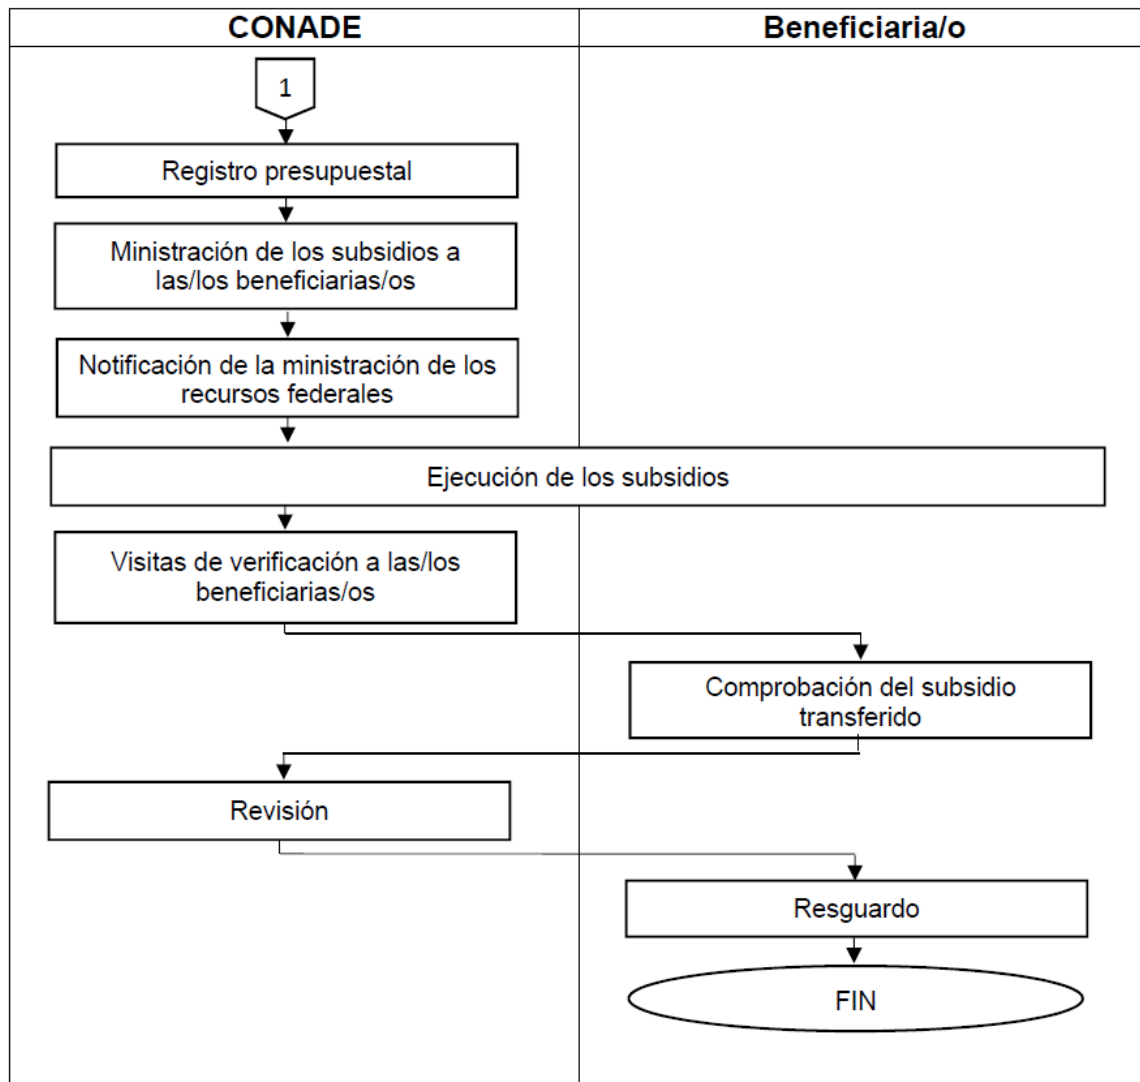 CONADE
Beneficiaria/o
1
Registro presupuestal
Ministración de los subsidios a
las/los beneficiarias/os
Notificación de la ministración de los
recursos federales
Ejecución de los subsidios
Visitas de verificación a las/los
beneficiarias/os
Comprobación del subsidio
transferido
Revisión
Resguardo
FIN